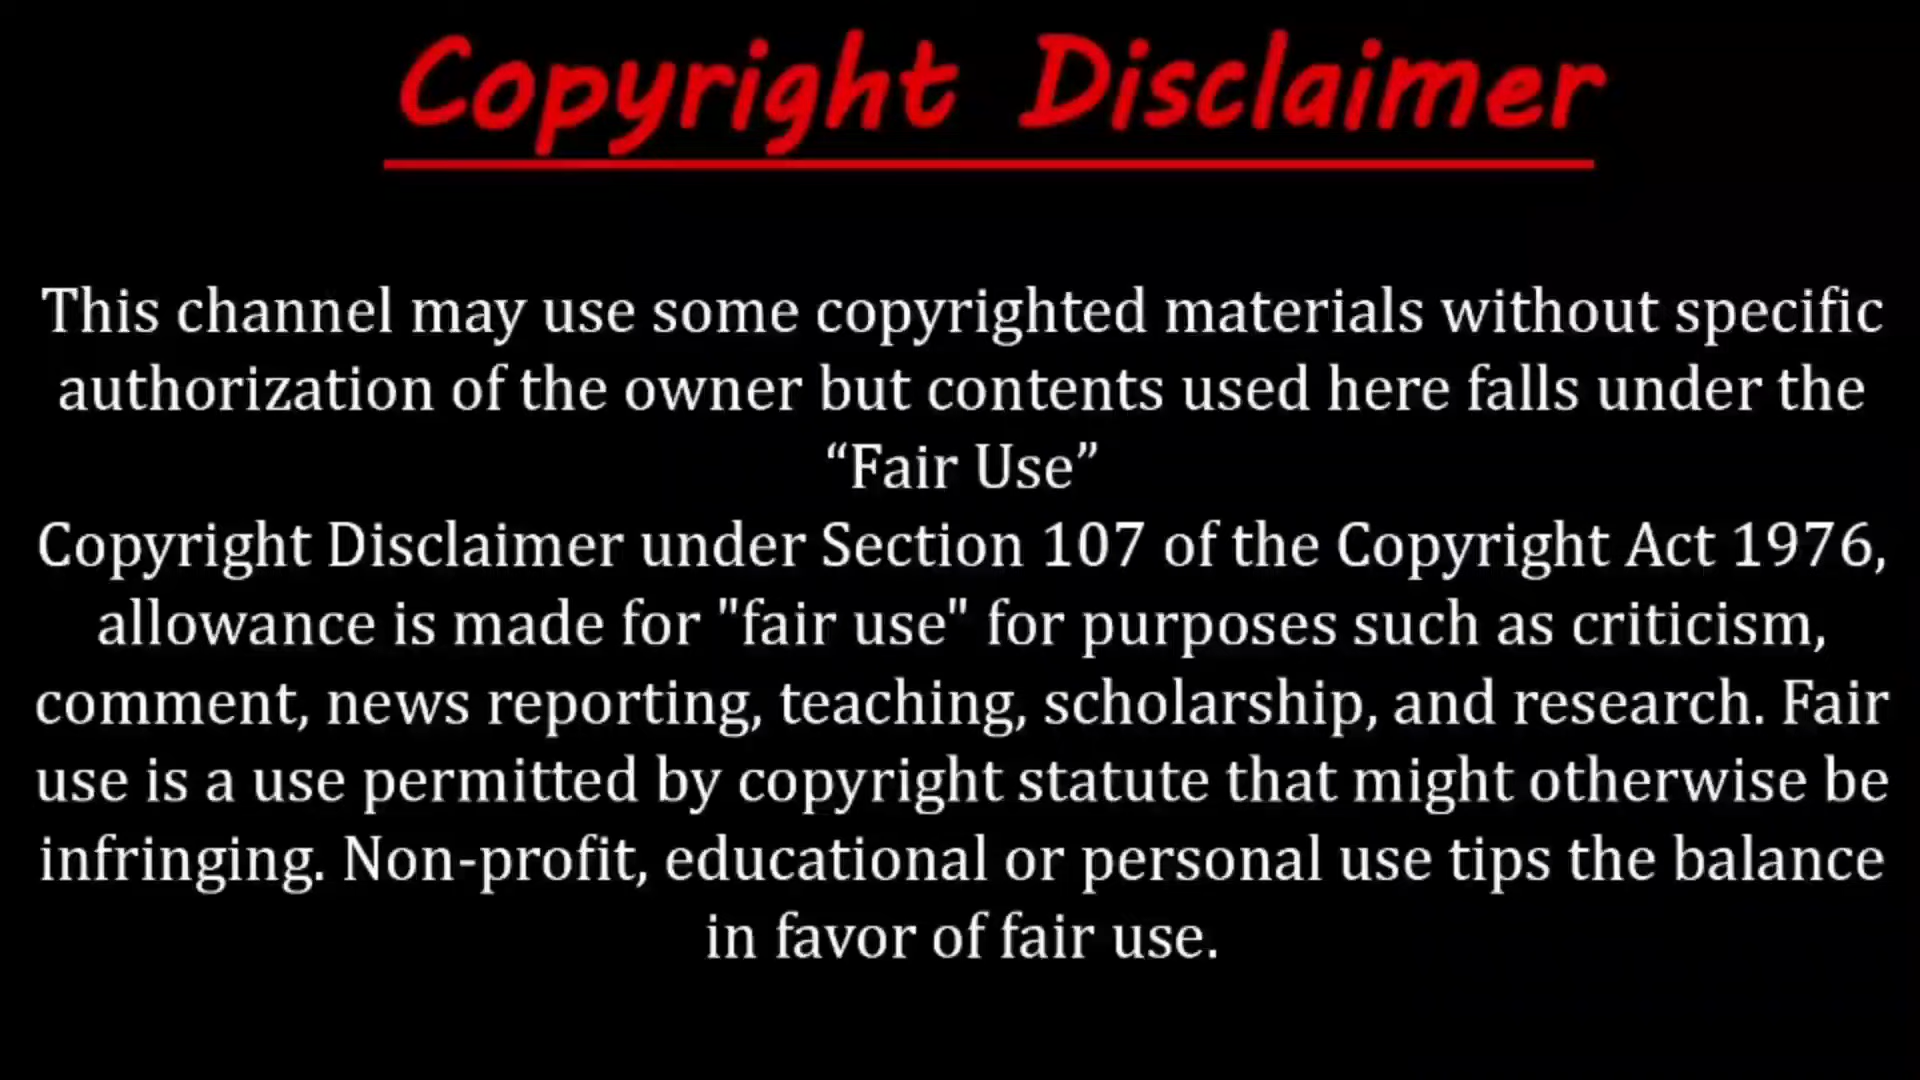 Copyright Disclaimer
This channel may use some copyrighted materials without specific
authorization of the owner but contents used here falls under the
“Fair Use”
Copyright Disclaimer under Section 107 of the Copyright Act 1976,
allowance is made for "fair use" for purposes such as criticism,
comment, news reporting, teaching, scholarship, and research. Fair
use is a use permitted by copyright statute that might otherwise be
infringing. Non-profit, educational or personal use tips the balance
in favor of fair use.